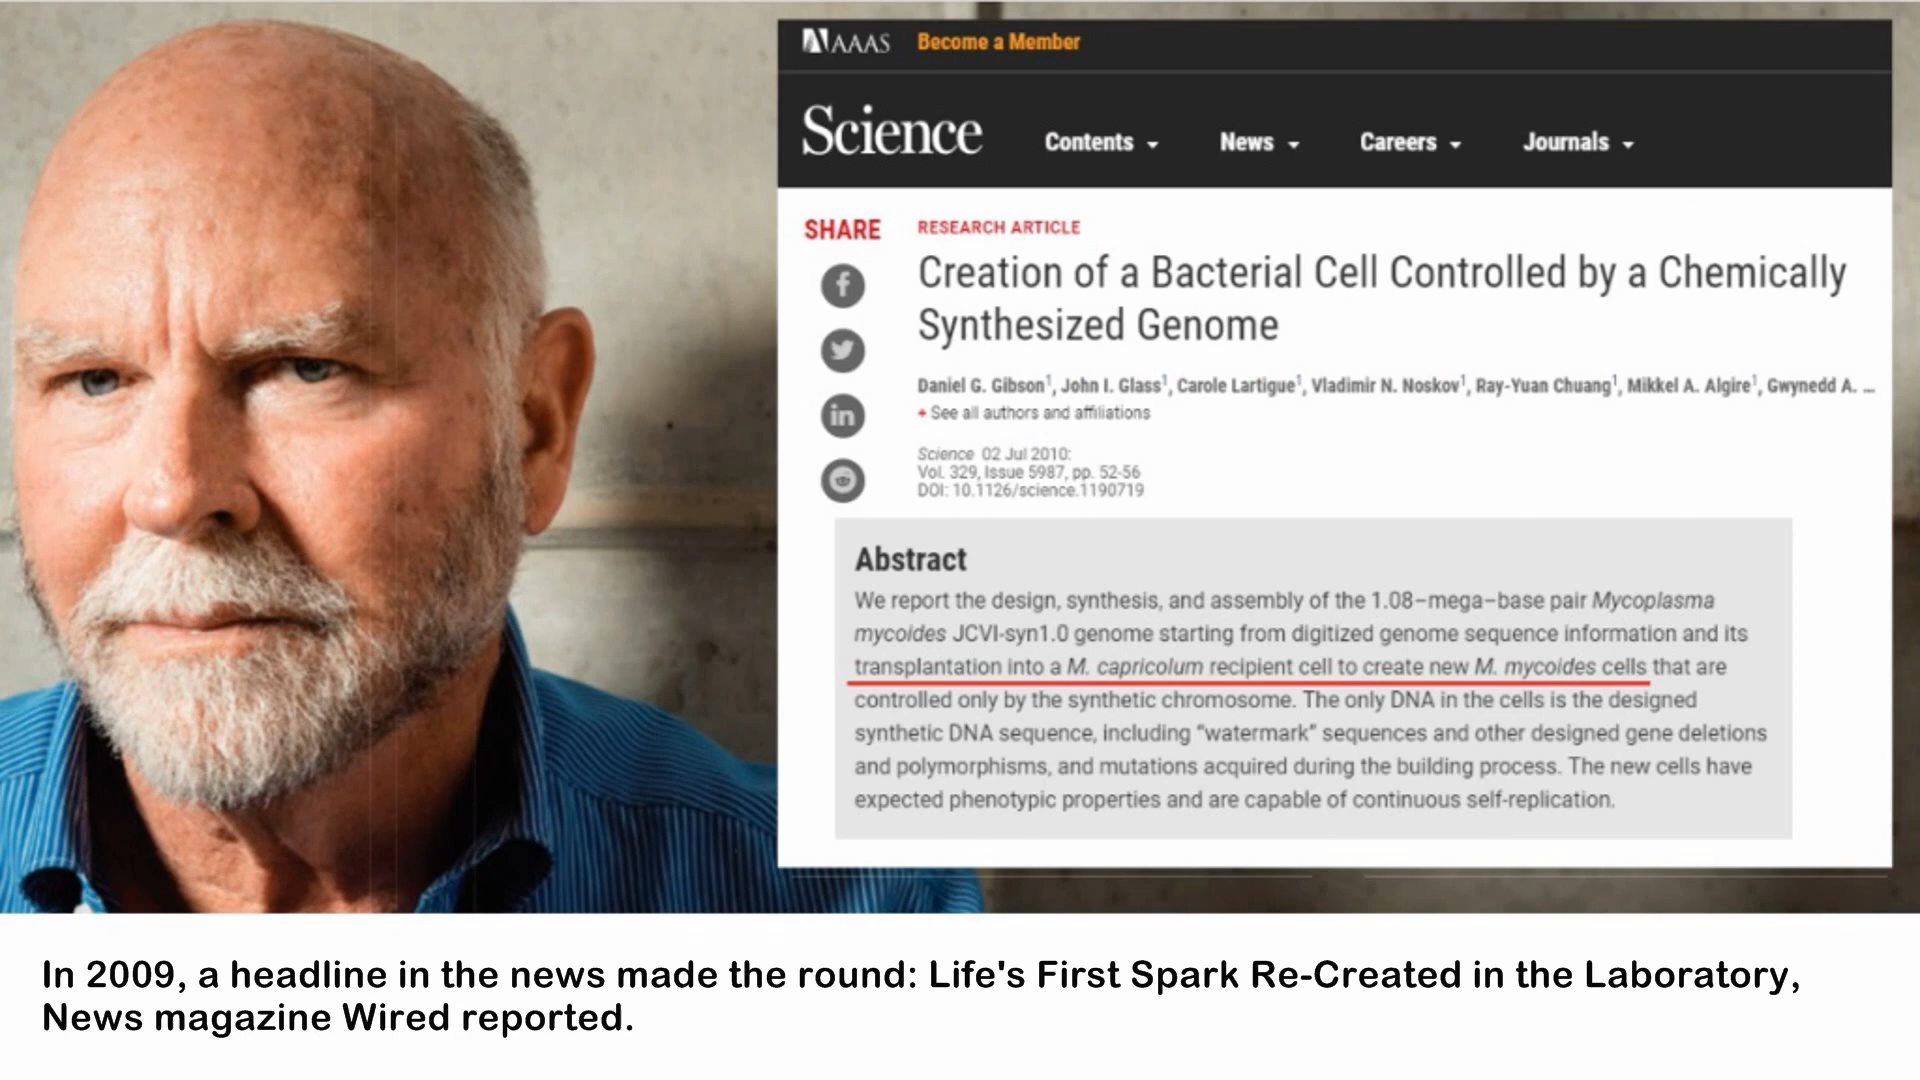 AAAS Become a Member
Science Contents News Careers Journals
SHARE
RESEARCH ARTICLE
Creation of a Bacterial Cell Controlled by a Chemically
Synthesized Genome
Daniel G. Gibson1, John I. Glass1, Carole Lartigue1, Vladimir N. Noskov1, Ray-Yuan Chuang1, Mikkel A. Algire1, Gwynedd A. ...
+ See all authors and affiliations
Science 02 Jul 2010:
Vol. 329, Issue 5987, pp. 52-56
DOI: 10.1126/science.1190719
Abstract
We report the design, synthesis, and assembly of the 1.08–mega–base pair Mycoplasma
mycoides JCVI-syn1.0 genome starting from digitized genome sequence information and its
transplantation into a M. capricolum recipient cell to create new M. mycoides cells that are
controlled only by the synthetic chromosome. The only DNA in the cells is the designed
synthetic DNA sequence, including “watermark” sequences and other designed gene deletions
and polymorphisms, and mutations acquired during the building process. The new cells have
expected phenotypic properties and are capable of continuous self-replication.
In 2009, a headline in the news made the round: Life's First Spark Re-Created in the Laboratory,
News magazine Wired reported.